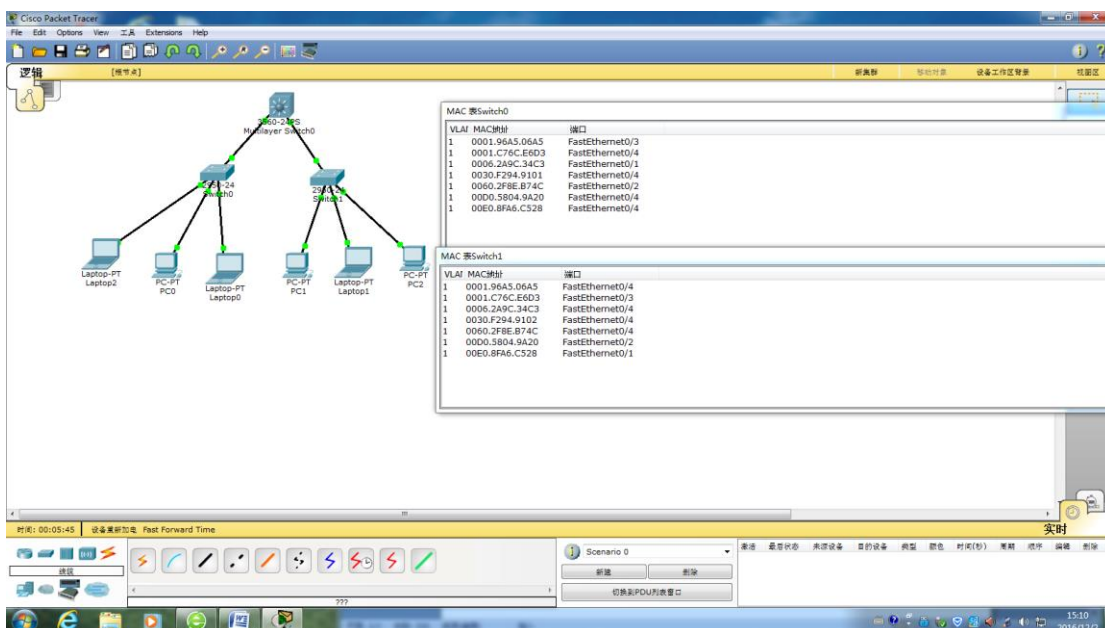 Cisco Packet Tracer
File Edit Options View 工具 Extensions Help
逻辑 [根节点] 新集群 移动对象 设备工作区背景 视图区
3560-24PS
Multilayer Switch0
Switch0
Switch1
Laptop-PT
Laptop2
PC-PT
PC0
Laptop-PT
Laptop0
PC-PT
PC1
Laptop-PT
Laptop1
PC-PT
PC2
MAC 表Switch0
VLAI MAC地址 端口
1 0001.96A5.06A5 FastEthernet0/3
1 0001.C76C.E6D3 FastEthernet0/4
1 0006.2A9C.34C3 FastEthernet0/1
1 0030.F294.9101 FastEthernet0/4
1 0060.2F8E.B74C FastEthernet0/2
1 00D0.5804.9A20 FastEthernet0/4
1 00E0.8FA6.C528 FastEthernet0/4
MAC 表Switch1
VLAI MAC地址 端口
1 0001.96A5.06A5 FastEthernet0/4
1 0001.C76C.E6D3 FastEthernet0/3
1 0006.2A9C.34C3 FastEthernet0/4
1 0030.F294.9102 FastEthernet0/4
1 0060.2F8E.B74C FastEthernet0/4
1 00D0.5804.9A20 FastEthernet0/2
1 00E0.8FA6.C528 FastEthernet0/1
时间: 00:05:45 设备重新加电 Fast Forward Time 实时
Scenario 0
新建 删除
切换到PDU列表窗口
激活 最后状态 来源设备 目的设备 类型 颜色 时间(秒) 周期 顺序 编辑 删除
线缆
???
15:10